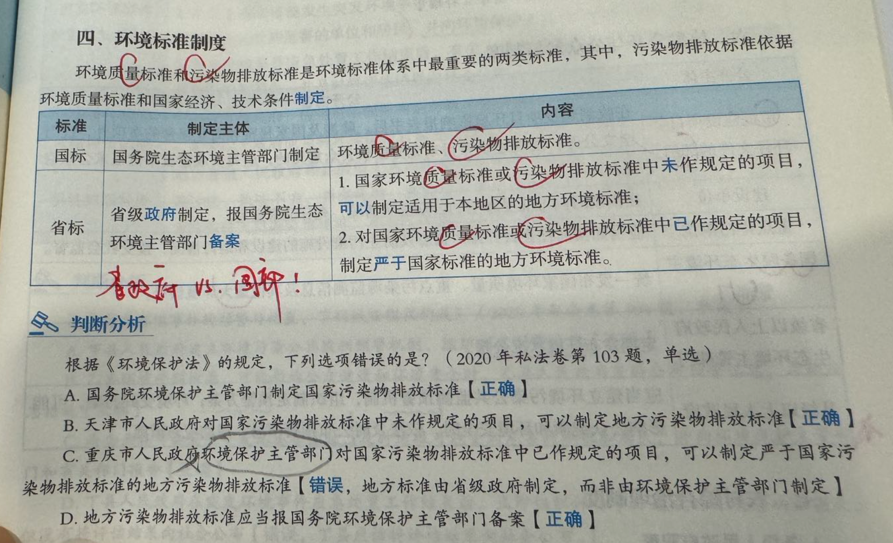 四、环境标准制度
环境质量标准和污染物排放标准是环境标准体系中最重要的两类标准，其中，污染物排放标准依据
环境质量标准和国家经济、技术条件制定。
标准 制定主体 内容
国标 国务院生态环境主管部门制定 环境质量标准、污染物排放标准。
省标 省级政府制定，报国务院生态
环境主管部门备案
1. 国家环境质量标准或污染物排放标准中未作规定的项目，
可以制定适用于本地区的地方环境标准；
2. 对国家环境质量标准或污染物排放标准中已作规定的项目，
制定严于国家标准的地方环境标准。
省政府 vs. 国部！
判断分析
根据《环境保护法》的规定，下列选项错误的是？（2020 年私法卷第 103 题，单选）
A. 国务院环境保护主管部门制定国家污染物排放标准【正确】
B. 天津市人民政府对国家污染物排放标准中未作规定的项目，可以制定地方污染物排放标准【正确】
C. 重庆市人民政府环境保护主管部门对国家污染物排放标准中已作规定的项目，可以制定严于国家污
染物排放标准的地方污染物排放标准【错误，地方标准由省级政府制定，而非由环境保护主管部门制定】
D. 地方污染物排放标准应当报国务院环境保护主管部门备案【正确】